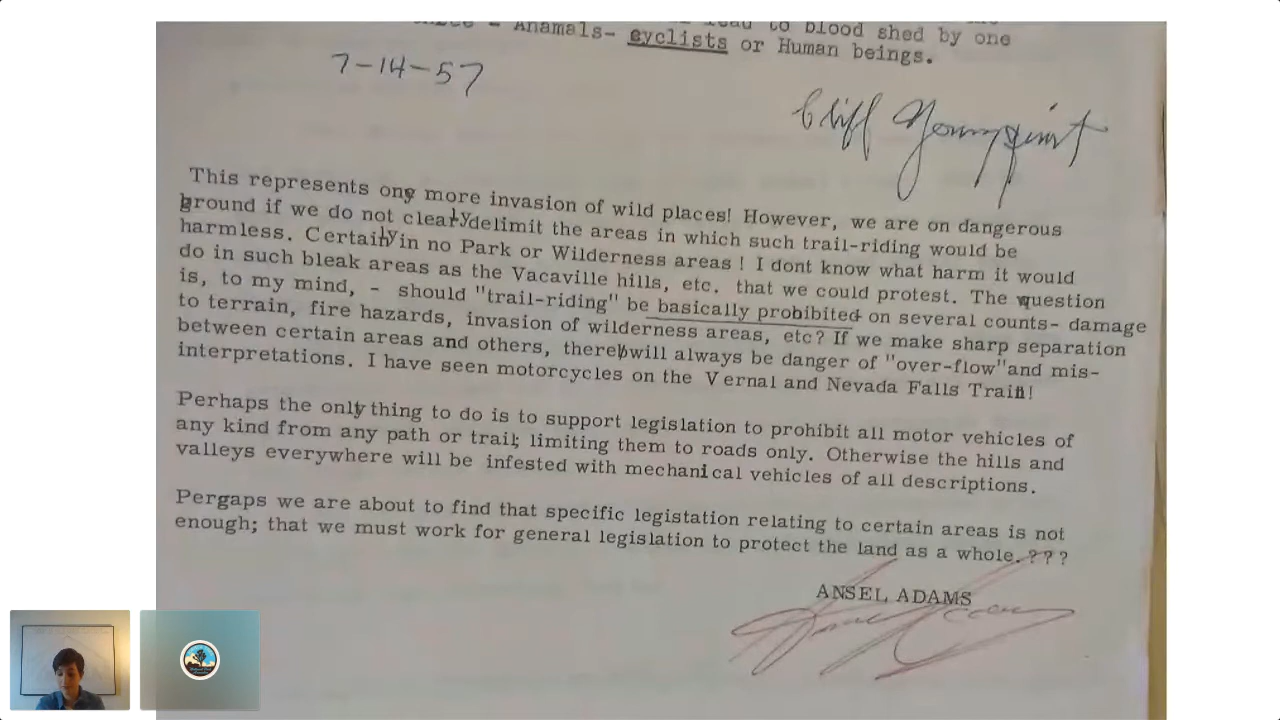 lead to blood shed by one
- Anamals- cyclists or Human beings.
7-14-57
Cliff Youngquist
This represents one more invasion of wild places! However, we are on dangerous
ground if we do not clearly delimit the areas in which such trail-riding would be
harmless. Certainly in no Park or Wilderness areas ! I dont know what harm it would
do in such bleak areas as the Vacaville hills, etc. that we could protest. The question
is, to my mind, - should "trail-riding" be basically prohibited on several counts- damage
to terrain, fire hazards, invasion of wilderness areas, etc? If we make sharp separation
between certain areas and others, there will always be danger of "over-flow"and mis-
interpretations. I have seen motorcycles on the Vernal and Nevada Falls Trail!
Perhaps the only thing to do is to support legislation to prohibit all motor vehicles of
any kind from any path or trail; limiting them to roads only. Otherwise the hills and
valleys everywhere will be infested with mechanical vehicles of all descriptions.
Pergaps we are about to find that specific legistation relating to certain areas is not
enough; that we must work for general legislation to protect the land as a whole.???
ANSEL ADAMS